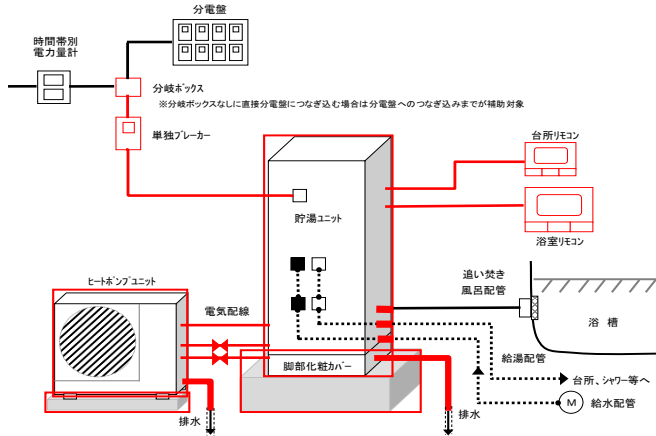 分電盤
時間帯別
電力量計
分岐ボックス
※分岐ボックスなしに直接分電盤につなぎ込む場合は分電盤へのつなぎ込みまでが補助対象
単独ブレーカー
台所リモコン
貯湯ユニット
浴室リモコン
ヒートポンプユニット
追い焚き
風呂配管
電気配線
浴 槽
給湯配管
脚部化粧カバー
台所、シャワー等へ
M
給水配管
排水
排水